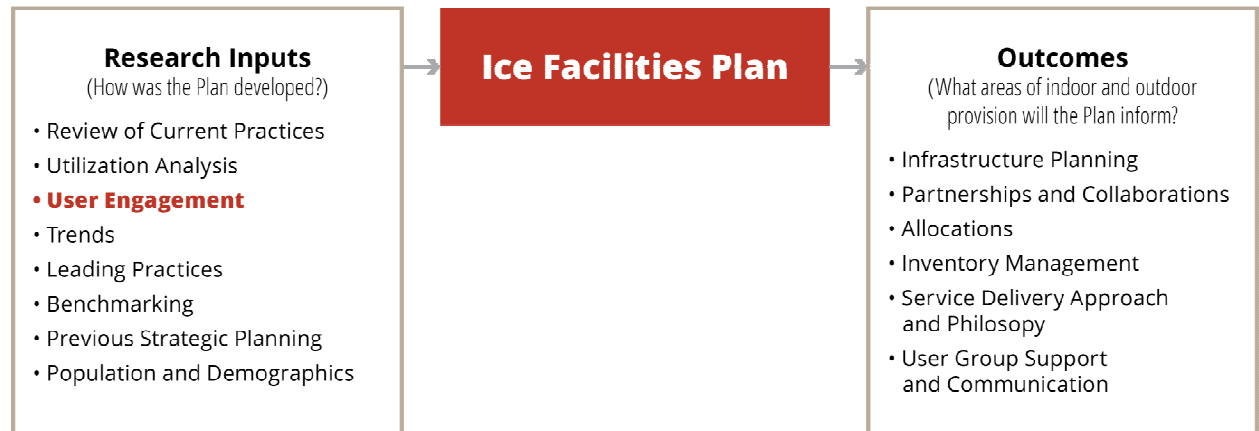 Research Inputs
(How was the Plan developed?)
• Review of Current Practices
• Utilization Analysis
• User Engagement
• Trends
• Leading Practices
• Benchmarking
• Previous Strategic Planning
• Population and Demographics
Ice Facilities Plan
Outcomes
(What areas of indoor and outdoor
provision will the Plan inform?
• Infrastructure Planning
• Partnerships and Collaborations
• Allocations
• Inventory Management
• Service Delivery Approach
and Philosopy
• User Group Support
and Communication